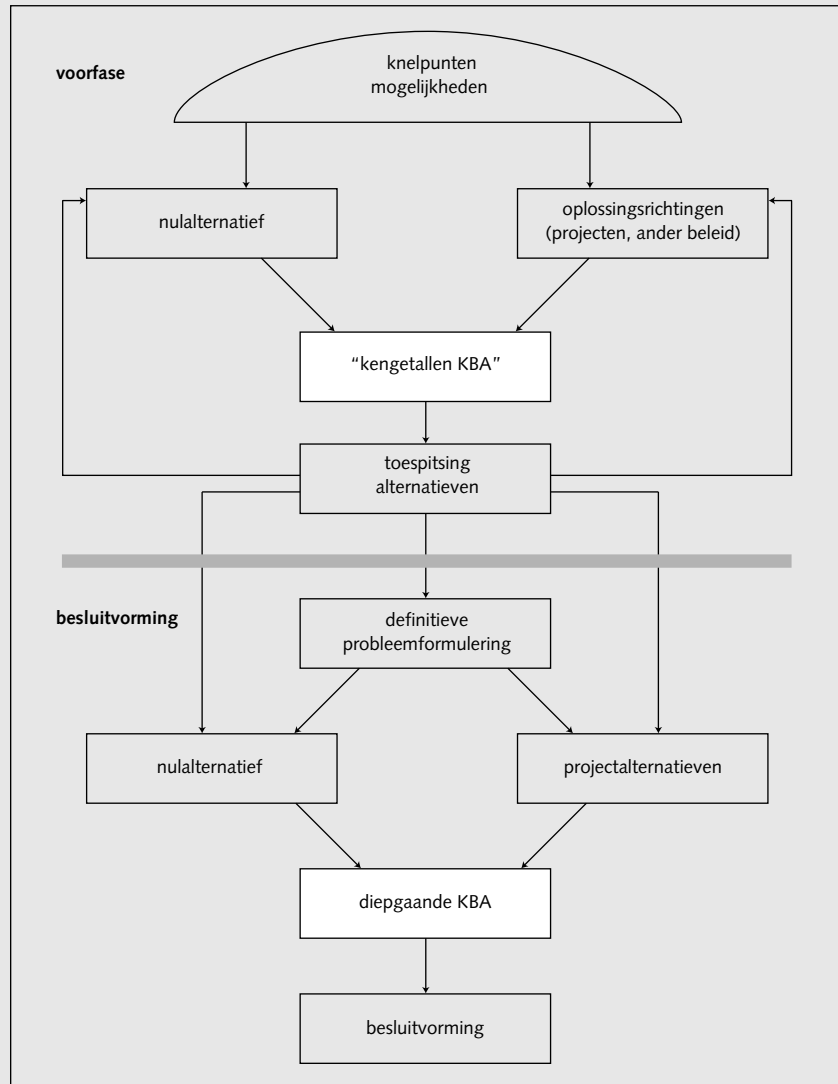 voorfase
knelpunten
mogelijkheden
nulalternatief
oplossingsrichtingen
(projecten, ander beleid)
“kengetallen KBA”
toespitsing
alternatieven
besluitvorming
definitieve
probleemformulering
nulalternatief
projectalternatieven
diepgaande KBA
besluitvorming